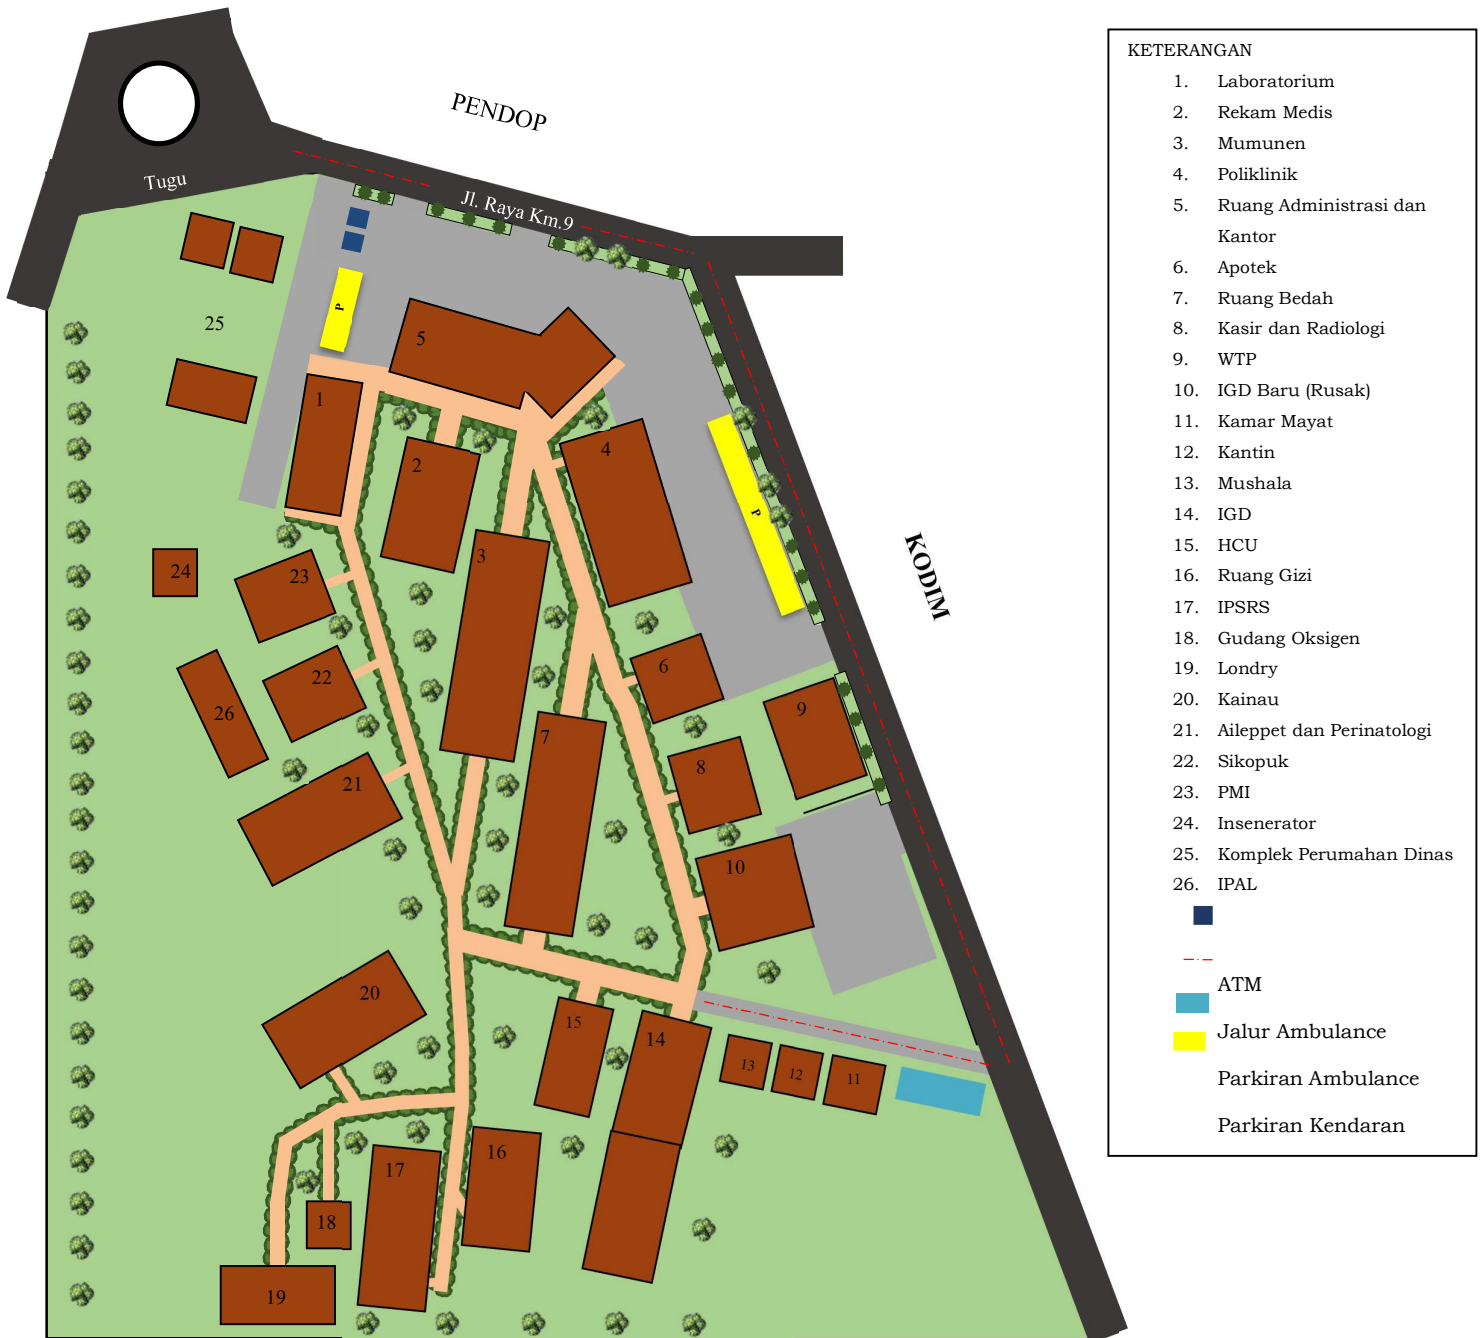 PENDOP
Tugu
Jl. Raya Km.9
KODIM
25
P
5
1
2
4
3
P
24
23
22
26
6
9
7
8
21
10
20
15
14
13
12
11
16
17
18
19
KETERANGAN
1. Laboratorium
2. Rekam Medis
3. Mumunen
4. Poliklinik
5. Ruang Administrasi dan
Kantor
6. Apotek
7. Ruang Bedah
8. Kasir dan Radiologi
9. WTP
10. IGD Baru (Rusak)
11. Kamar Mayat
12. Kantin
13. Mushala
14. IGD
15. HCU
16. Ruang Gizi
17. IPSRS
18. Gudang Oksigen
19. Londry
20. Kainau
21. Aileppet dan Perinatologi
22. Sikopuk
23. PMI
24. Insenerator
25. Komplek Perumahan Dinas
26. IPAL
ATM
Jalur Ambulance
Parkiran Ambulance
Parkiran Kendaran